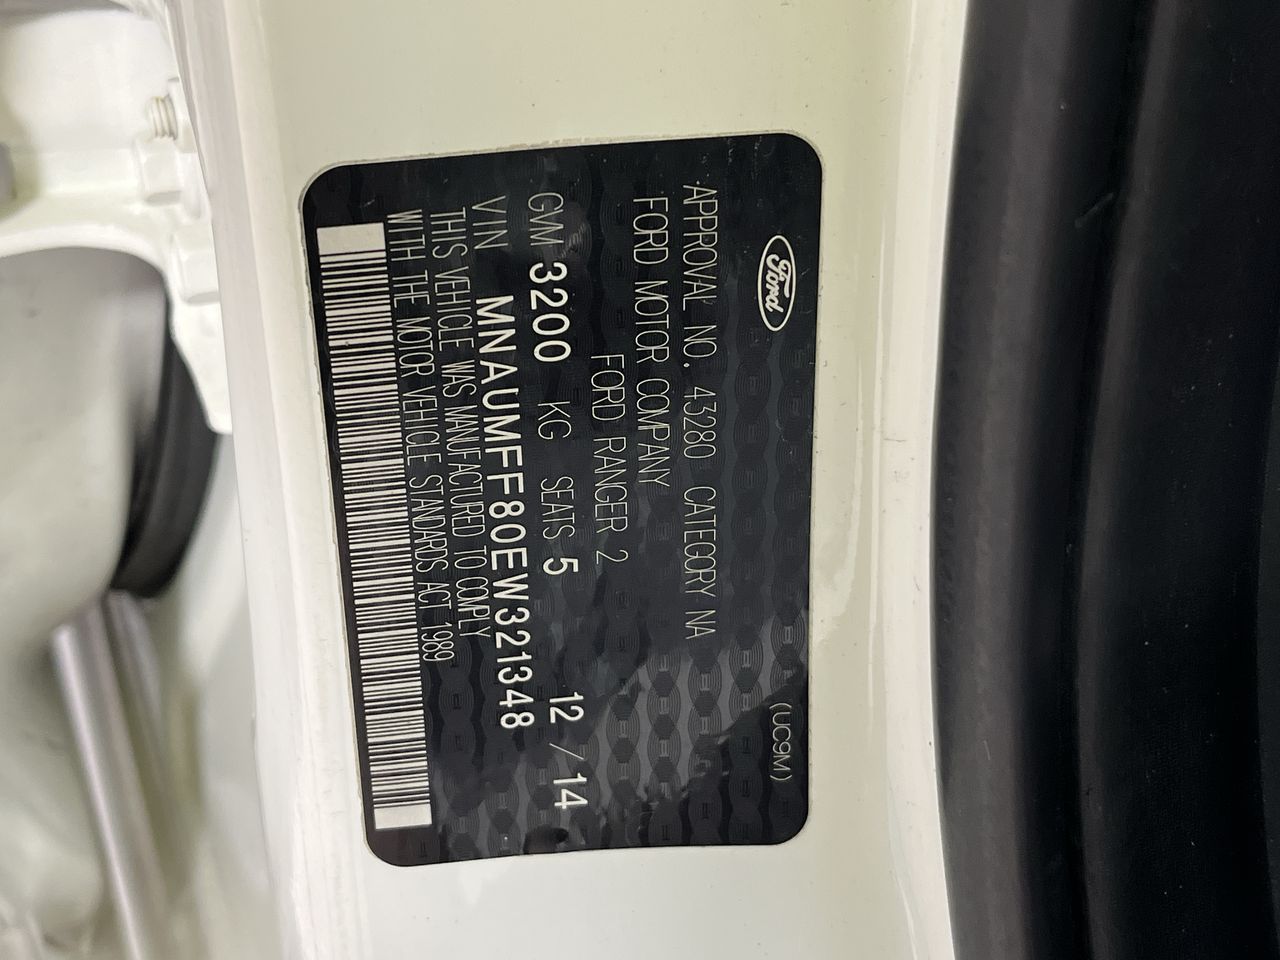 Ford
(UC9M)
APPROVAL NO. 43280 CATEGORY NA
FORD MOTOR COMPANY
FORD RANGER 2
GVM 3200 KG SEATS 5 12 / 14
VIN MNAUMFF80EW321348
THIS VEHICLE WAS MANUFACTURED TO COMPLY
WITH THE MOTOR VEHICLE STANDARDS ACT 1989